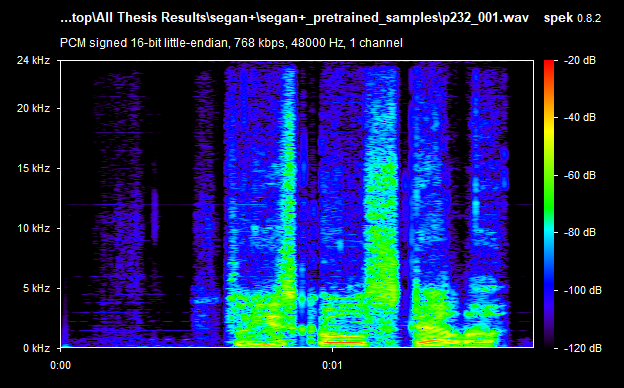 ...top\All Thesis Results\segan+\segan+_pretrained_samples\p232_001.wav spek 0.8.2
PCM signed 16-bit little-endian, 768 kbps, 48000 Hz, 1 channel
24 kHz
20 kHz
15 kHz
10 kHz
5 kHz
0 kHz
0:00
0:01
-20 dB
-40 dB
-60 dB
-80 dB
-100 dB
-120 dB